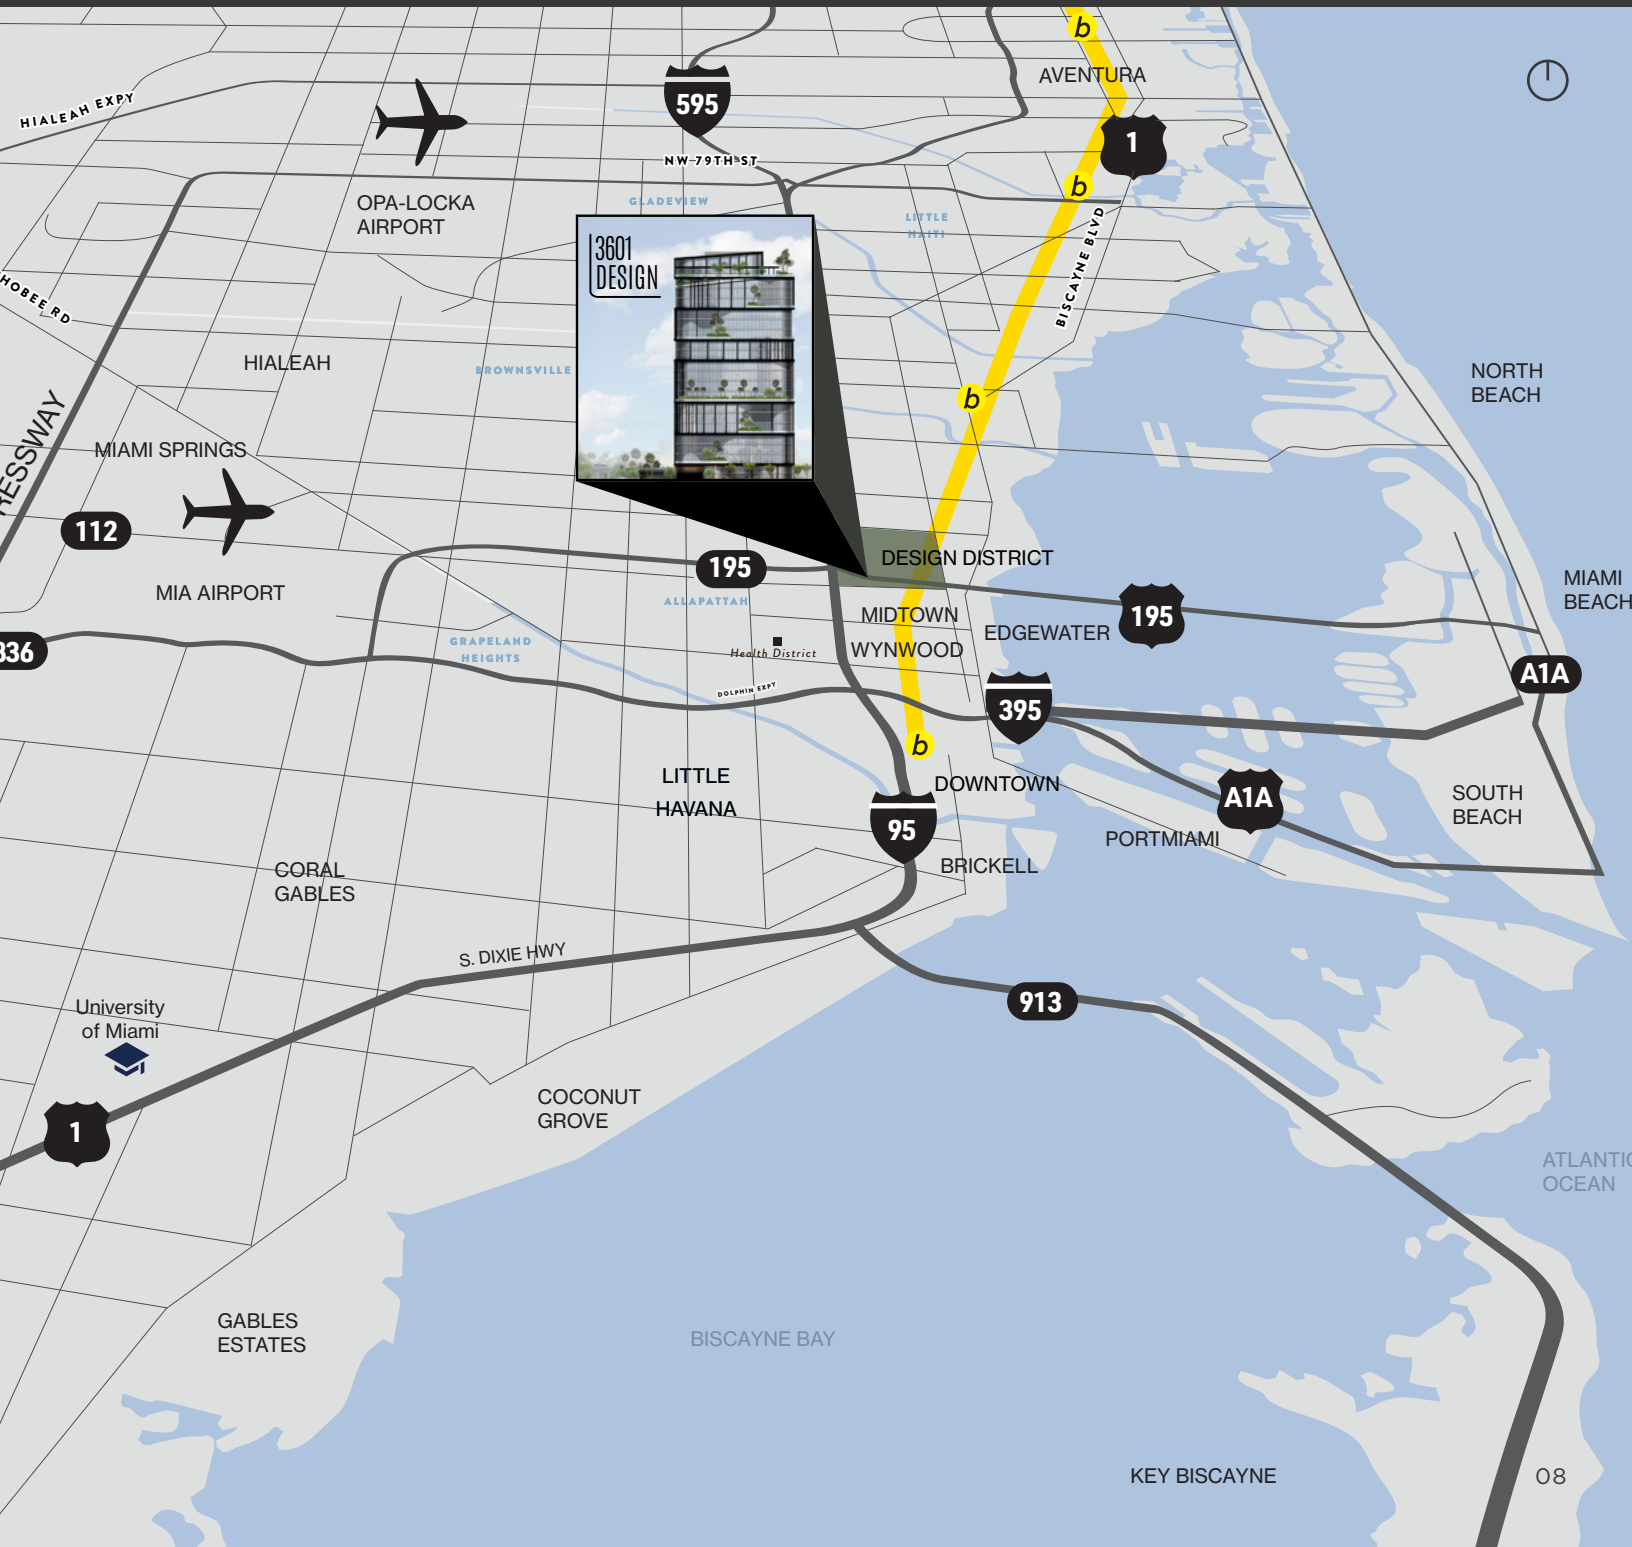 b
AVENTURA
HIALEAH EXPY
595
1
NW 79TH ST
b
OPA-LOCKA
AIRPORT
GLADEVIEW
LITTLE
HAITI
BISCAYNE BLVD
3601
DESIGN
HOBEE RD
HIALEAH
BROWNSVILLE
NORTH
BEACH
b
RESSWAY
MIAMI SPRINGS
112
195
DESIGN DISTRICT
MIA AIRPORT
ALLAPATTAH
MIAMI
BEACH
MIDTOWN
195
EDGEWATER
836
GRAPELAND
HEIGHTS
Health District
WYNWOOD
A1A
DOLPHIN EXPY
395
b
LITTLE
HAVANA
DOWNTOWN
A1A
SOUTH
BEACH
95
PORTMIAMI
BRICKELL
CORAL
GABLES
S. DIXIE HWY
University
of Miami
913
1
COCONUT
GROVE
ATLANTIC
OCEAN
GABLES
ESTATES
BISCAYNE BAY
KEY BISCAYNE
08